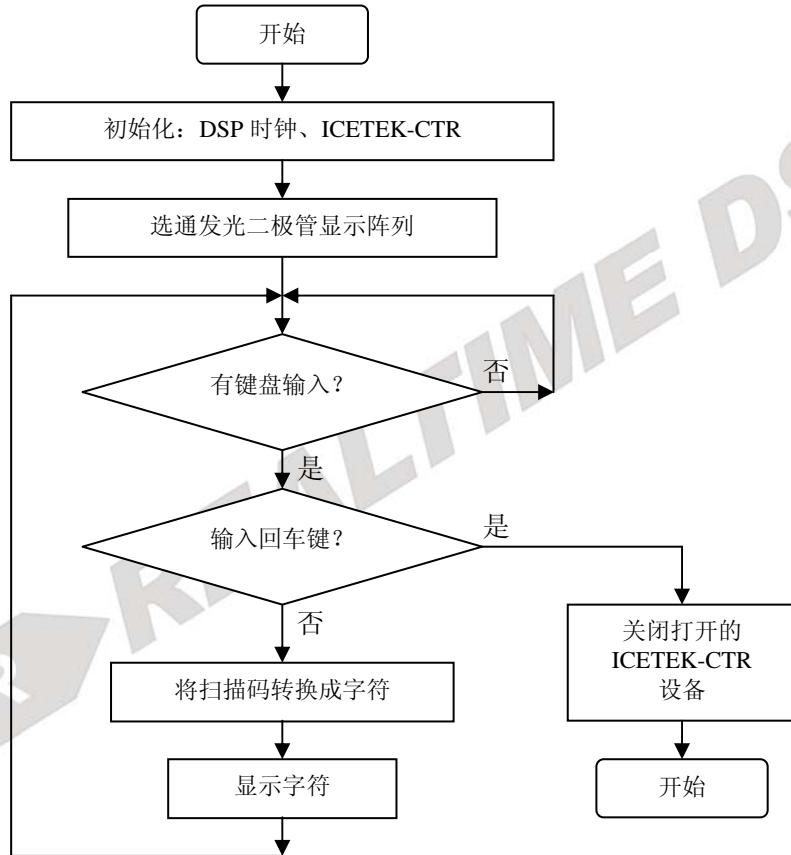 开始
初始化：DSP 时钟、ICETEK-CTR
选通发光二极管显示阵列
有键盘输入？
否
是
输入回车键？
是
否
关闭打开的
ICETEK-CTR
设备
将扫描码转换成字符
显示字符
开始
REALTIME DS
R